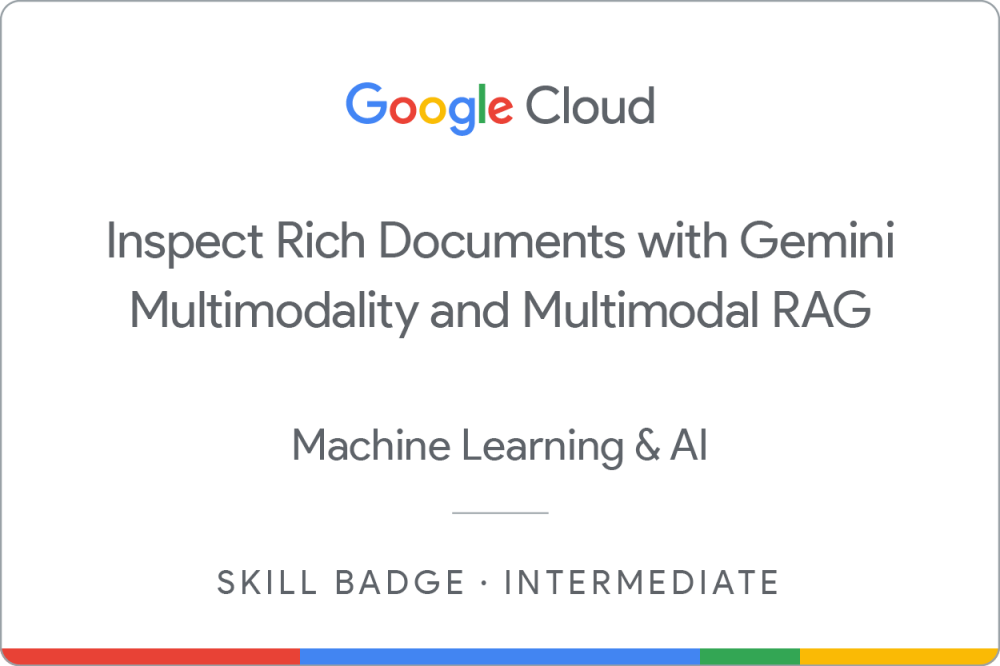 Google Cloud
Inspect Rich Documents with Gemini
Multimodality and Multimodal RAG
Machine Learning & AI
SKILL BADGE · INTERMEDIATE